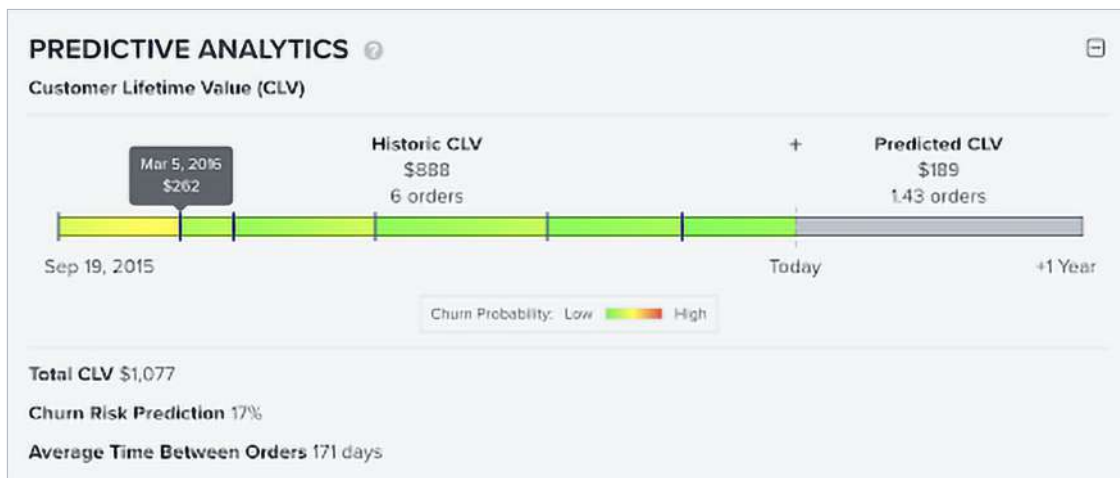 PREDICTIVE ANALYTICS ?
Customer Lifetime Value (CLV)
Historic CLV + Predicted CLV
Mar 5, 2016
$888 $189
$262
6 orders 1.43 orders
Sep 19, 2015 Today +1 Year
Churn Probability: Low High
Total CLV $1,077
Churn Risk Prediction 17%
Average Time Between Orders 171 days